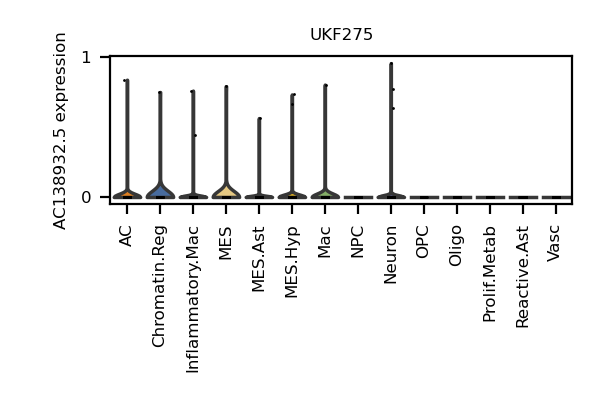 UKF275
AC138932.5 expression
1
0
AC
Chromatin.Reg
Inflammatory.Mac
MES
MES.Ast
MES.Hyp
Mac
NPC
Neuron
OPC
Oligo
Prolif.Metab
Reactive.Ast
Vasc